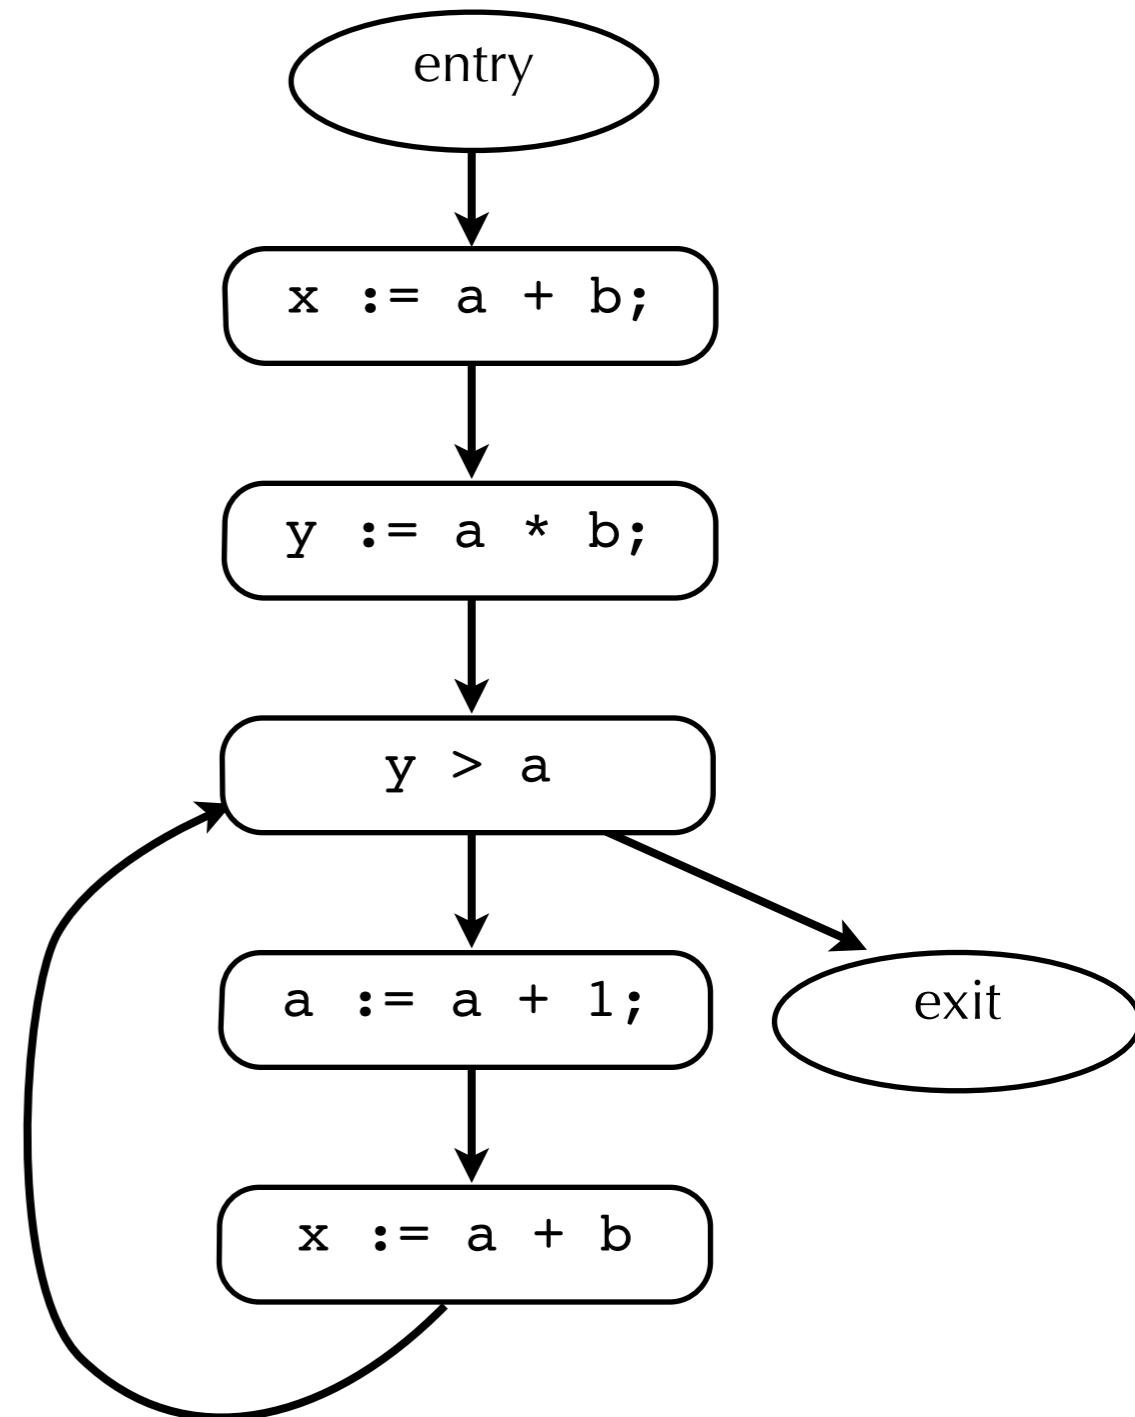 entry
x := a + b;
y := a * b;
y > a
a := a + 1;
exit
x := a + b